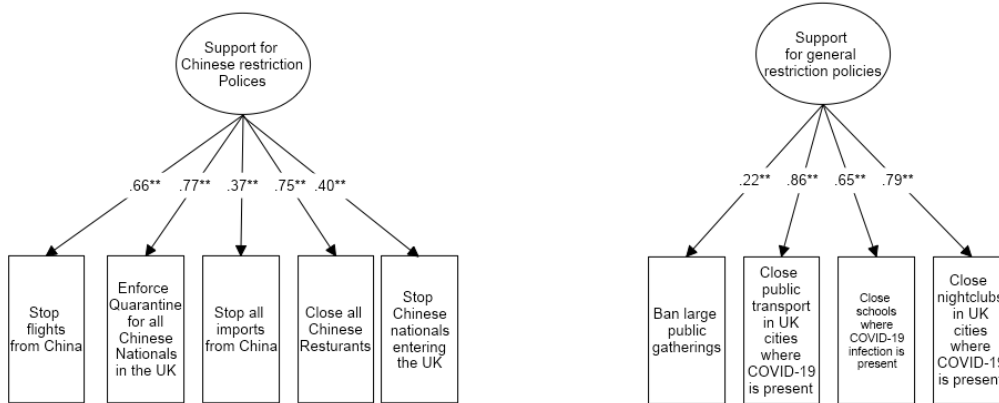 Support for
Chinese restriction
Polices
Support
for general
restriction policies
.66** .77** .37** .75** .40**
.22** .86** .65** .79**
Stop
flights
from China
Enforce
Quarantine
for all
Chinese
Nationals
in the UK
Stop all
imports
from China
Close all
Chinese
Resturants
Stop
Chinese
nationals
entering
the UK
Ban large
public
gatherings
Close
public
transport
in UK
cities
where
COVID-19
is present
Close
schools
where
COVID-19
infection is
present
Close
nightclubs
in UK
cities
where
COVID-19
is present